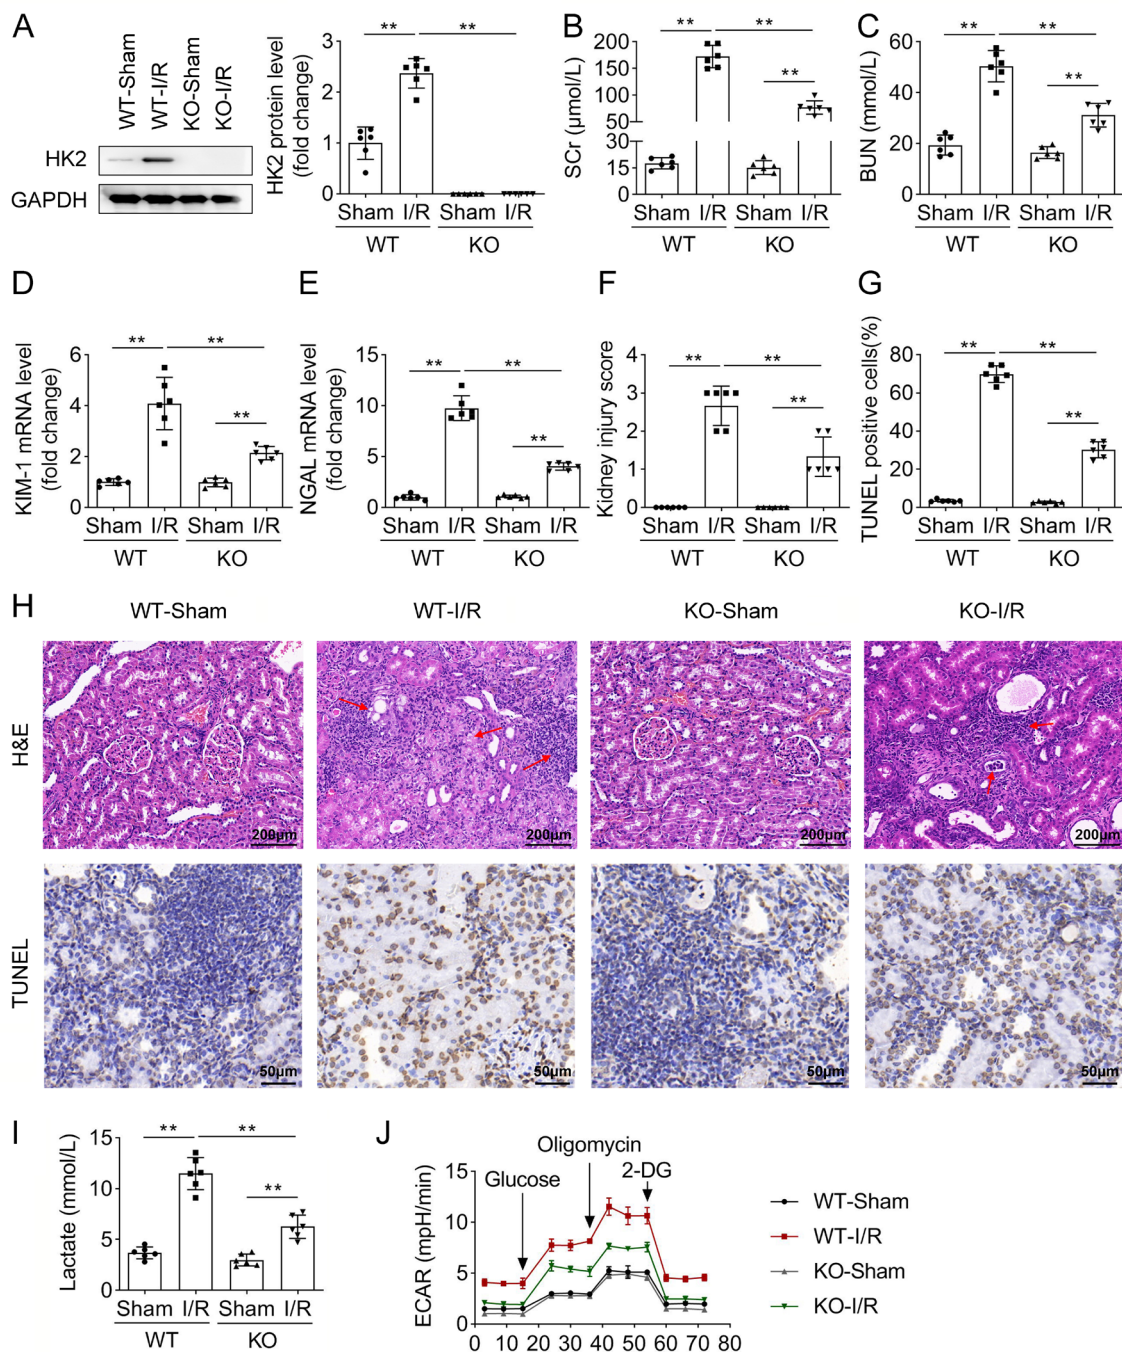 A
WT-Sham
WT-I/R
KO-Sham
KO-I/R
HK2
GAPDH
HK2 protein level
(fold change)
3
2
1
0
**
**
Sham I/R Sham I/R
WT KO
B
SCr (μmol/L)
200
150
100
75
50
15
10
5
0
**
**
**
Sham I/R Sham I/R
WT KO
C
BUN (mmol/L)
60
40
20
0
**
**
**
Sham I/R Sham I/R
WT KO
D
KIM-1 mRNA level
(fold change)
6
4
2
0
**
**
**
Sham I/R Sham I/R
WT KO
E
NGAL mRNA level
(fold change)
15
10
5
0
**
**
**
Sham I/R Sham I/R
WT KO
F
Kidney injury score
4
3
2
1
0
**
**
**
Sham I/R Sham I/R
WT KO
G
TUNEL positive cells(%)
80
60
40
20
0
**
**
**
Sham I/R Sham I/R
WT KO
H
WT-Sham WT-I/R KO-Sham KO-I/R
H&E
200μm 200μm 200μm 200μm
TUNEL
50μm 50μm 50μm 50μm
I
Lactate (mmol/L)
15
10
5
0
**
**
**
Sham I/R Sham I/R
WT KO
J
ECAR (mpH/min)
15
10
5
0
Glucose
Oligomycin
2-DG
0 10 20 30 40 50 60 70 80
WT-Sham
WT-I/R
KO-Sham
KO-I/R